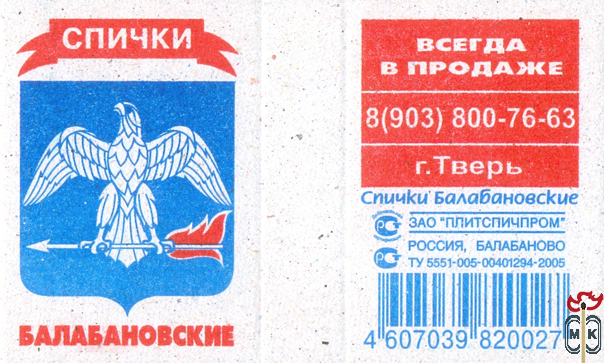 СПИЧКИ
БАЛАБАНОВСКИЕ
ВСЕГДА
В ПРОДАЖЕ
8(903) 800-76-63
г.Тверь
Спички Балабановские
ЗАО "ПЛИТСПИЧПРОМ"
РОССИЯ, БАЛАБАНОВО
ТУ 5551-005-00401294-2005
4 607039 820027
М К